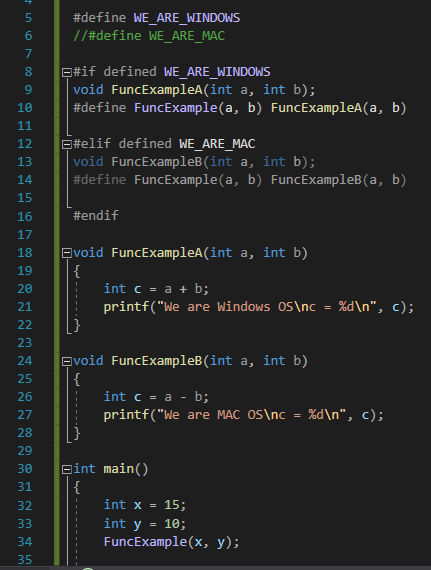 5 #define WE_ARE_WINDOWS
6 //#define WE_ARE_MAC
7
8 #if defined WE_ARE_WINDOWS
9 void FuncExampleA(int a, int b);
10 #define FuncExample(a, b) FuncExampleA(a, b)
11
12 #elif defined WE_ARE_MAC
13 void FuncExampleB(int a, int b);
14 #define FuncExample(a, b) FuncExampleB(a, b)
15
16 #endif
17
18 void FuncExampleA(int a, int b)
19 {
20 int c = a + b;
21 printf("We are Windows OS\nc = %d\n", c);
22 }
23
24 void FuncExampleB(int a, int b)
25 {
26 int c = a - b;
27 printf("We are MAC OS\nc = %d\n", c);
28 }
29
30 int main()
31 {
32 int x = 15;
33 int y = 10;
34 FuncExample(x, y);
35